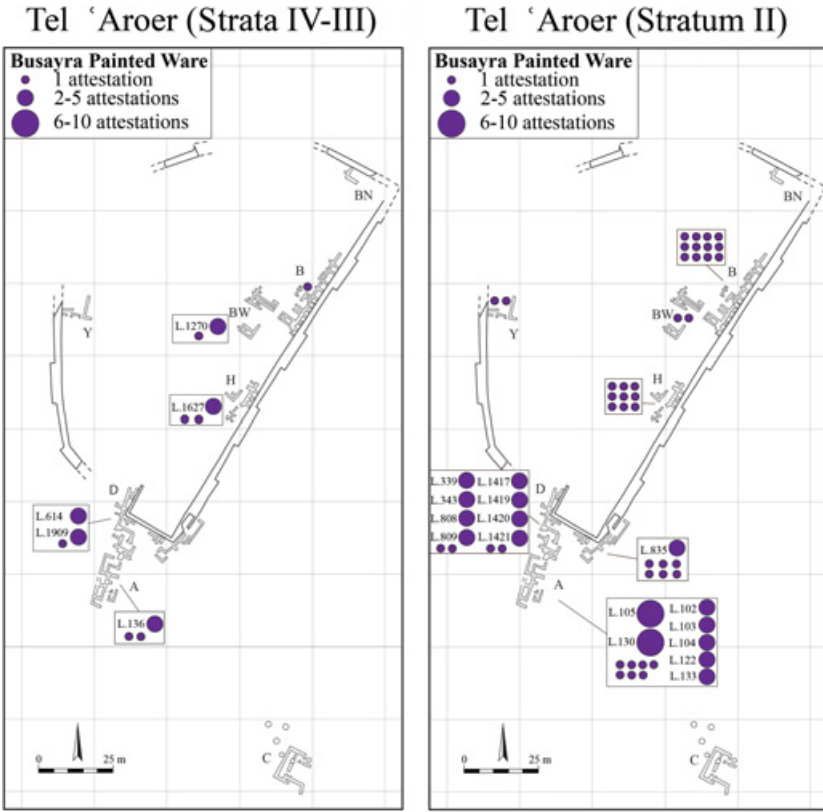 Tel ʿAroer (Strata IV-III)
Busayra Painted Ware
1 attestation
2-5 attestations
6-10 attestations
BN
B
BW
L.1270
Y
H
L.1627
D
L.614
L.1909
A
L.136
C
0 25 m
Tel ʿAroer (Stratum II)
Busayra Painted Ware
1 attestation
2-5 attestations
6-10 attestations
BN
B
BW
Y
H
L.339 L.1417
L.343 L.1419
L.808 L.1420
L.809 L.1421
D
L.835
A
L.105 L.102
L.103
L.130 L.104
L.122
L.133
C
0 25 m